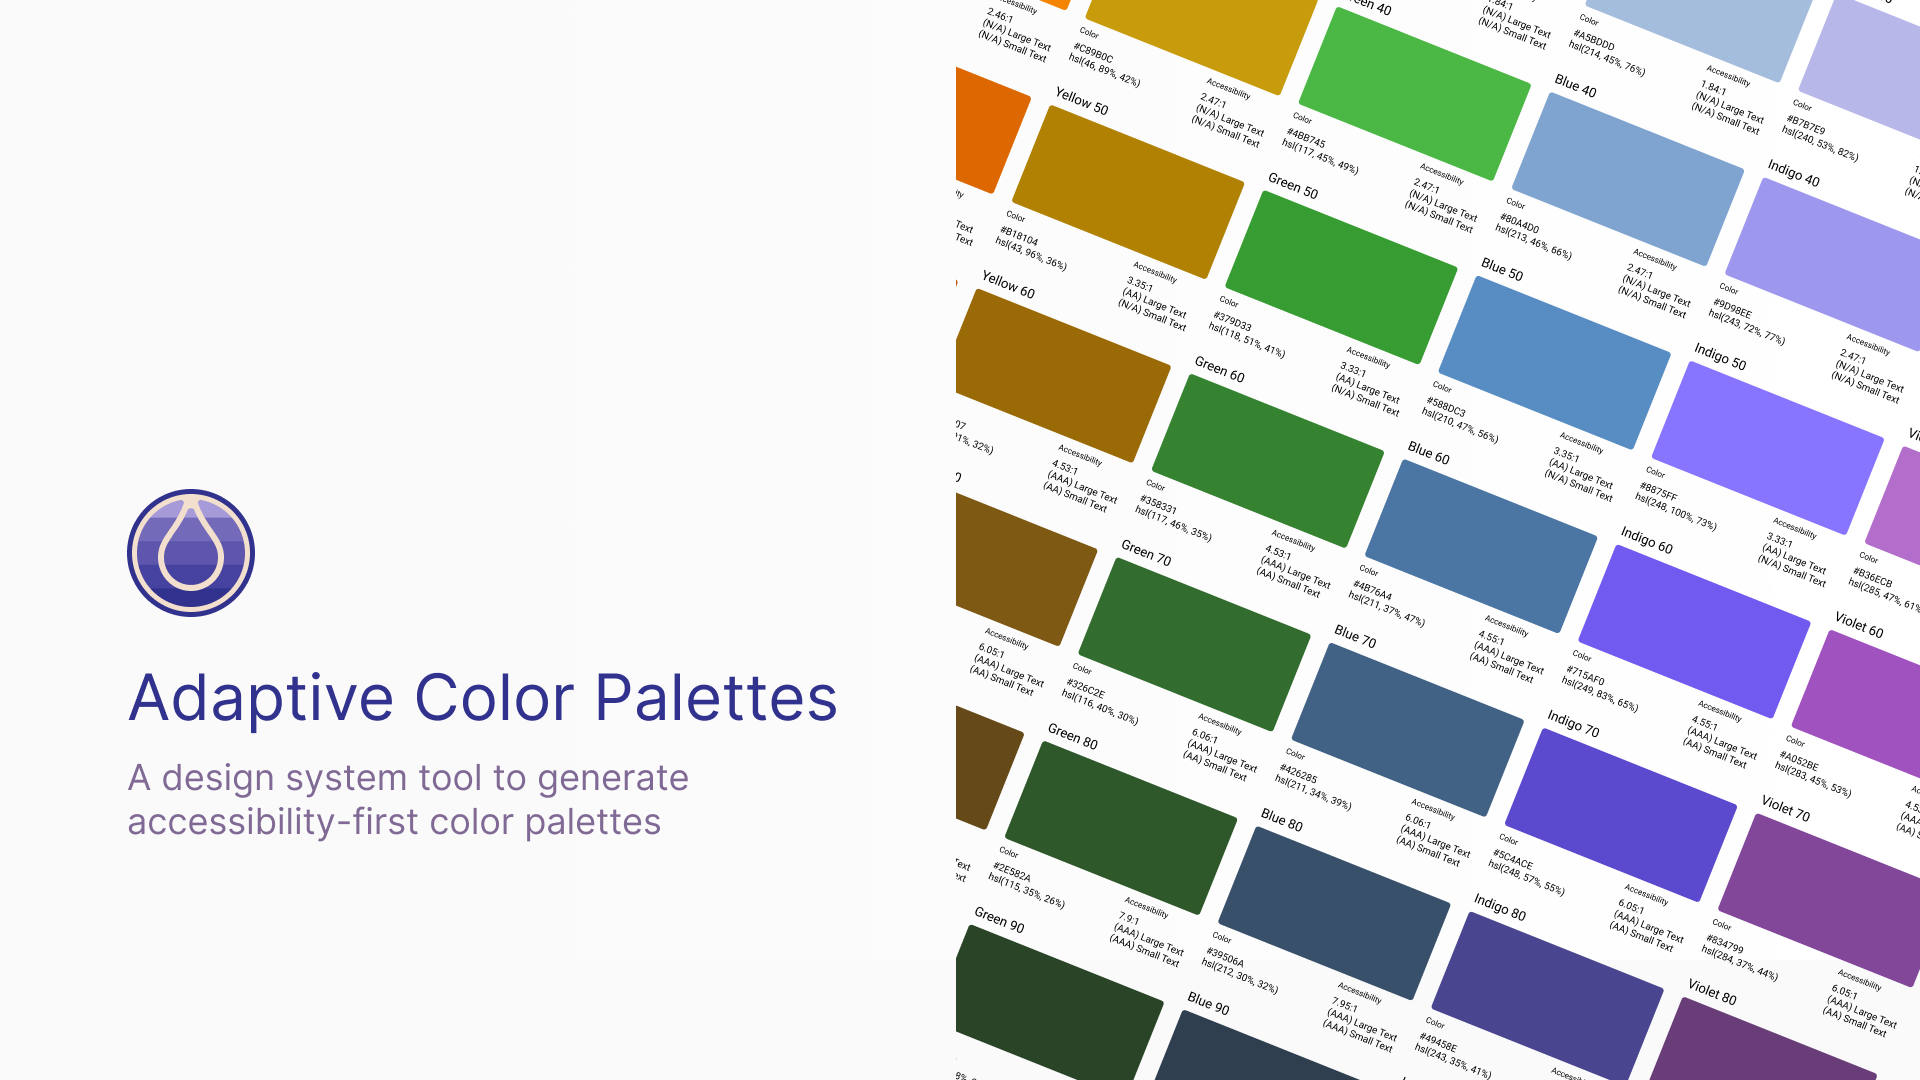 Adaptive Color Palettes
A design system tool to generate
accessibility-first color palettes
Accessibility
2.46:1
(N/A) Large Text
(N/A) Small Text
Color
#C89B0C
hsl(46, 89%, 42%)
Accessibility
2.47:1
(N/A) Large Text
(N/A) Small Text
Yellow 50
Color
#B18104
hsl(43, 96%, 36%)
Accessibility
3.35:1
(AA) Large Text
(N/A) Small Text
Yellow 60
Accessibility
4.53:1
(AAA) Large Text
(AA) Small Text
Accessibility
6.05:1
(AAA) Large Text
(AA) Small Text
Text
Text
32%)
40
Color
#4BB745
hsl(117, 45%, 49%)
Accessibility
2.47:1
(N/A) Large Text
(N/A) Small Text
Green 50
Color
#379D33
hsl(118, 51%, 41%)
Accessibility
3.33:1
(AA) Large Text
(N/A) Small Text
Green 60
Color
#358331
hsl(117, 46%, 35%)
Accessibility
4.53:1
(AAA) Large Text
(AA) Small Text
Green 70
Color
#326C2E
hsl(116, 40%, 30%)
Accessibility
6.06:1
(AAA) Large Text
(AA) Small Text
Green 80
Color
#2E582A
hsl(115, 35%, 26%)
Accessibility
7.9:1
(AAA) Large Text
(AAA) Small Text
Green 90
(N/A) Large Text
(N/A) Small Text
Color
#A5BDDD
hsl(214, 45%, 76%)
Accessibility
1.84:1
(N/A) Large Text
(N/A) Small Text
Blue 40
Color
#80A4D0
hsl(213, 46%, 66%)
Accessibility
2.47:1
(N/A) Large Text
(N/A) Small Text
Blue 50
Color
#588DC3
hsl(210, 47%, 56%)
Accessibility
3.35:1
(AA) Large Text
(N/A) Small Text
Blue 60
Color
#4B76A4
hsl(211, 37%, 47%)
Accessibility
4.55:1
(AAA) Large Text
(AA) Small Text
Blue 70
Color
#426285
hsl(211, 34%, 39%)
Accessibility
6.06:1
(AAA) Large Text
(AA) Small Text
Blue 80
Color
#39506A
hsl(212, 30%, 32%)
Accessibility
7.95:1
(AAA) Large Text
(AAA) Small Text
Blue 90
Color
#B7B7E9
hsl(240, 53%, 82%)
Indigo 40
Color
#9D98EE
hsl(243, 72%, 77%)
Accessibility
2.47:1
(N/A) Large Text
(N/A) Small Text
Indigo 50
Color
#8875FF
hsl(248, 100%, 73%)
Accessibility
3.33:1
(AA) Large Text
(N/A) Small Text
Indigo 60
Color
#715AF0
hsl(249, 83%, 65%)
Accessibility
4.55:1
(AAA) Large Text
(AA) Small Text
Indigo 70
Color
#5C4ACE
hsl(248, 57%, 55%)
Accessibility
6.05:1
(AAA) Large Text
(AA) Small Text
Indigo 80
Color
#49458E
hsl(243, 35%, 41%)
Color
#B36ECB
hsl(285, 47%, 61%
Violet 60
Color
#A052BE
hsl(283, 45%, 53%)
Violet 70
Color
#834799
hsl(284, 37%, 44%)
Accessibility
6.05:1
(AAA) Large Text
(AA) Small Text
Violet 80